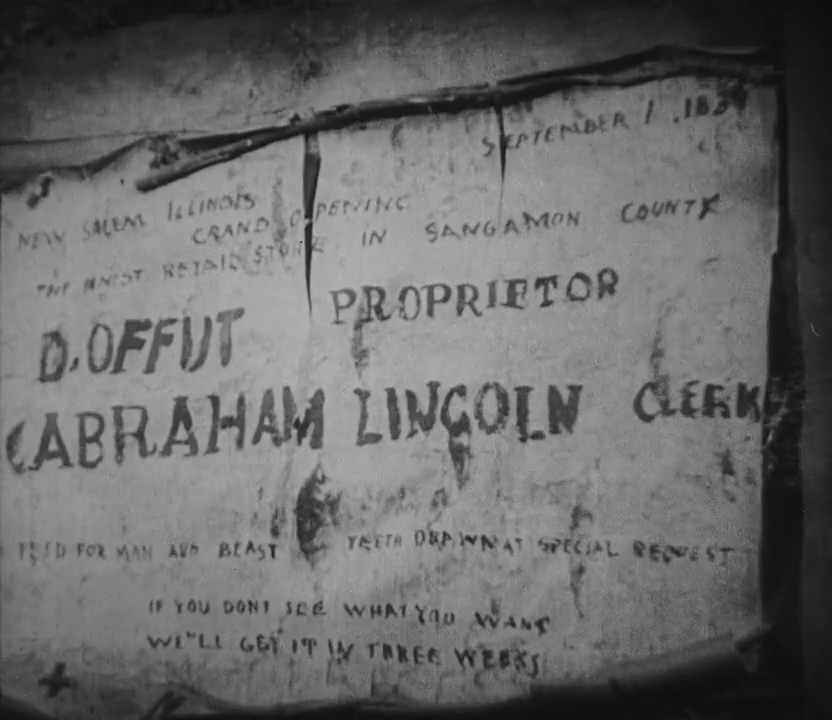 SEPTEMBER 1, 183
NEW SALEM ILLINOIS
GRAND OPENING
THE RETAIL STORE IN SANGAMON COUNTY
D. OFFUT PROPRIETOR
ABRAHAM LINCOLN CLERK
FEED FOR MAN AND BEAST TEETH DRAWN AT SPECIAL REQUEST
IF YOU DONT SEE WHAT YOU WANT
WE'LL GET IT IN THREE WEEKS